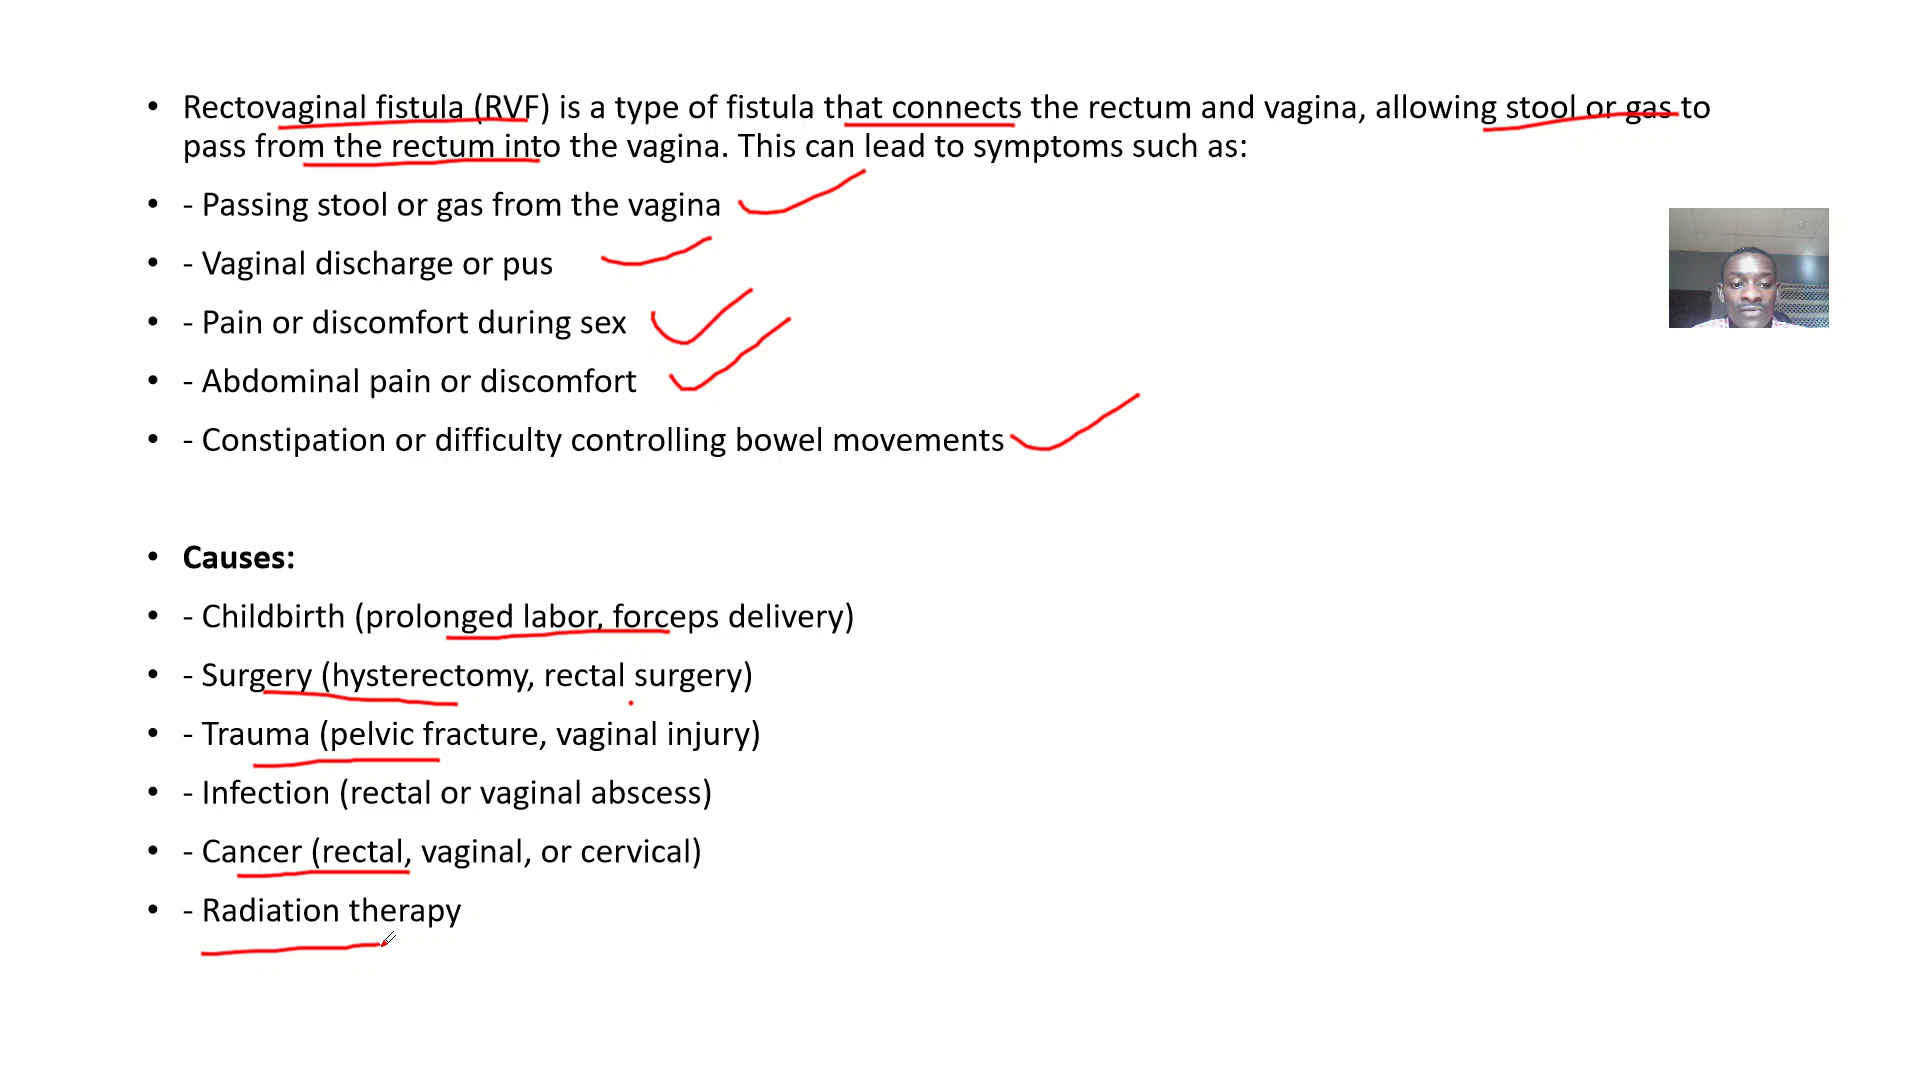 • Rectovaginal fistula (RVF) is a type of fistula that connects the rectum and vagina, allowing stool or gas to
pass from the rectum into the vagina. This can lead to symptoms such as:
• - Passing stool or gas from the vagina
• - Vaginal discharge or pus
• - Pain or discomfort during sex
• - Abdominal pain or discomfort
• - Constipation or difficulty controlling bowel movements
• Causes:
• - Childbirth (prolonged labor, forceps delivery)
• - Surgery (hysterectomy, rectal surgery)
• - Trauma (pelvic fracture, vaginal injury)
• - Infection (rectal or vaginal abscess)
• - Cancer (rectal, vaginal, or cervical)
• - Radiation therapy